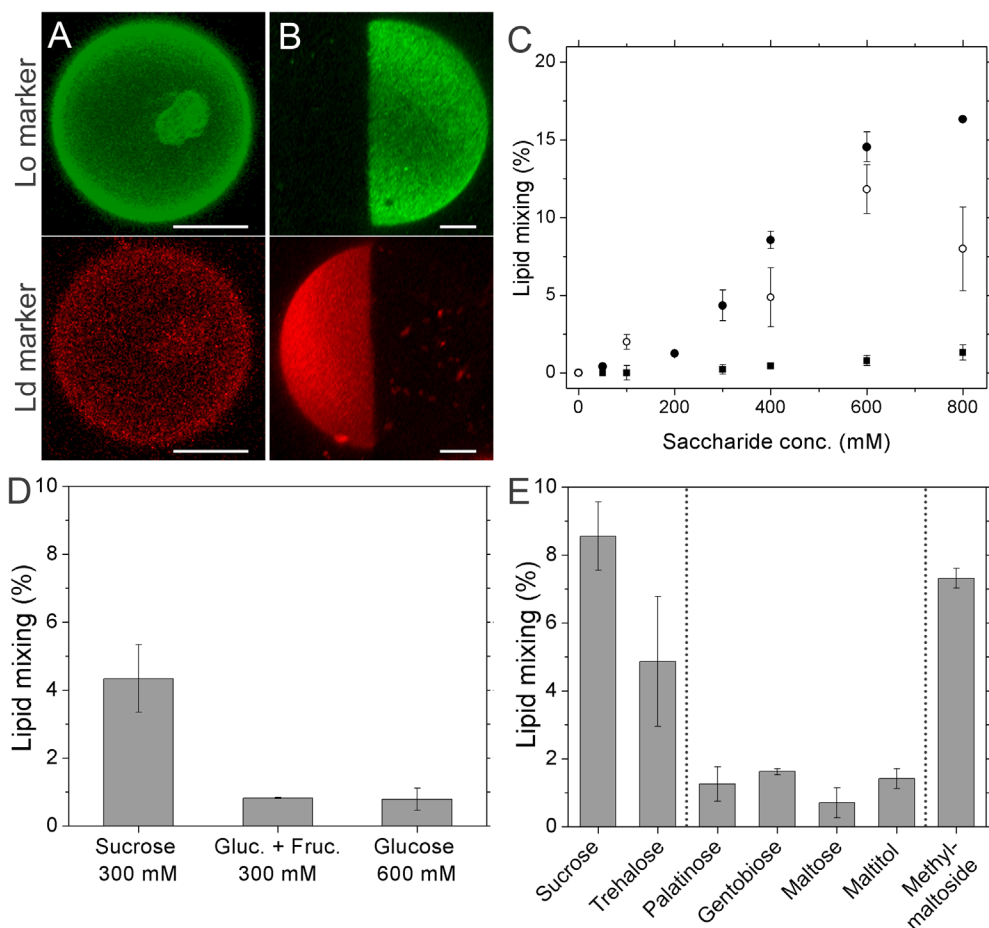 A
B
Lo marker
Ld marker
C
20
15
10
5
0
Lipid mixing (%)
0 200 400 600 800
Saccharide conc. (mM)
D
10
8
6
4
2
0
Lipid mixing (%)
Sucrose Gluc. + Fruc. Glucose
300 mM 300 mM 600 mM
E
10
8
6
4
2
0
Lipid mixing (%)
Sucrose
Trehalose
Palatinose
Gentobiose
Maltose
Maltitol
Methyl-
maltoside